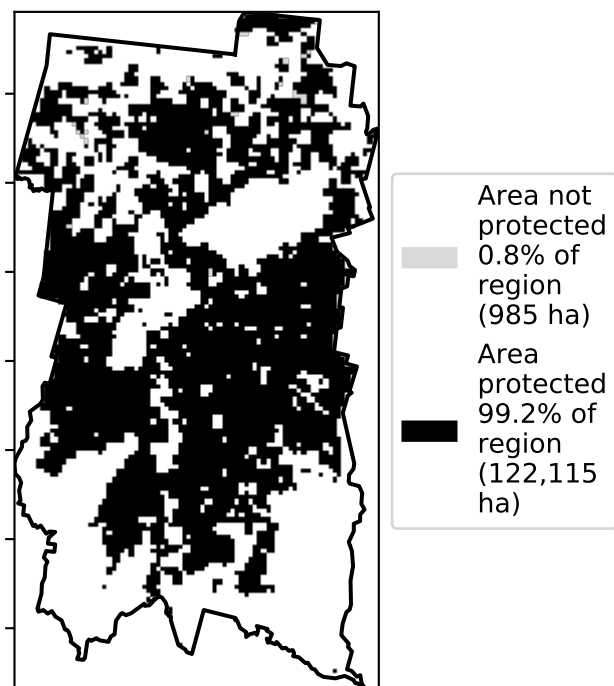 Area not
protected
0.8% of
region
(985 ha)
Area
protected
99.2% of
region
(122,115
ha)